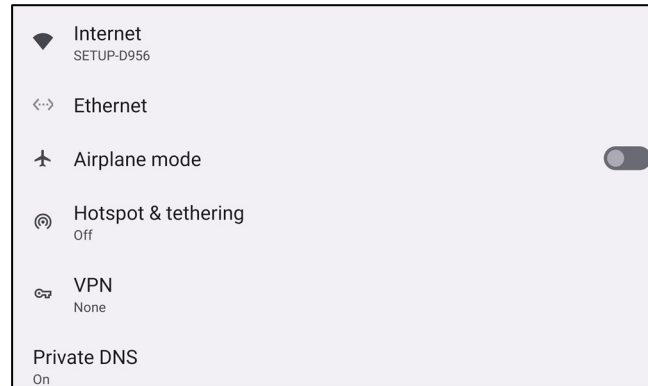 Internet
SETUP-D956
Ethernet
Airplane mode
Hotspot & tethering
Off
VPN
None
Private DNS
On